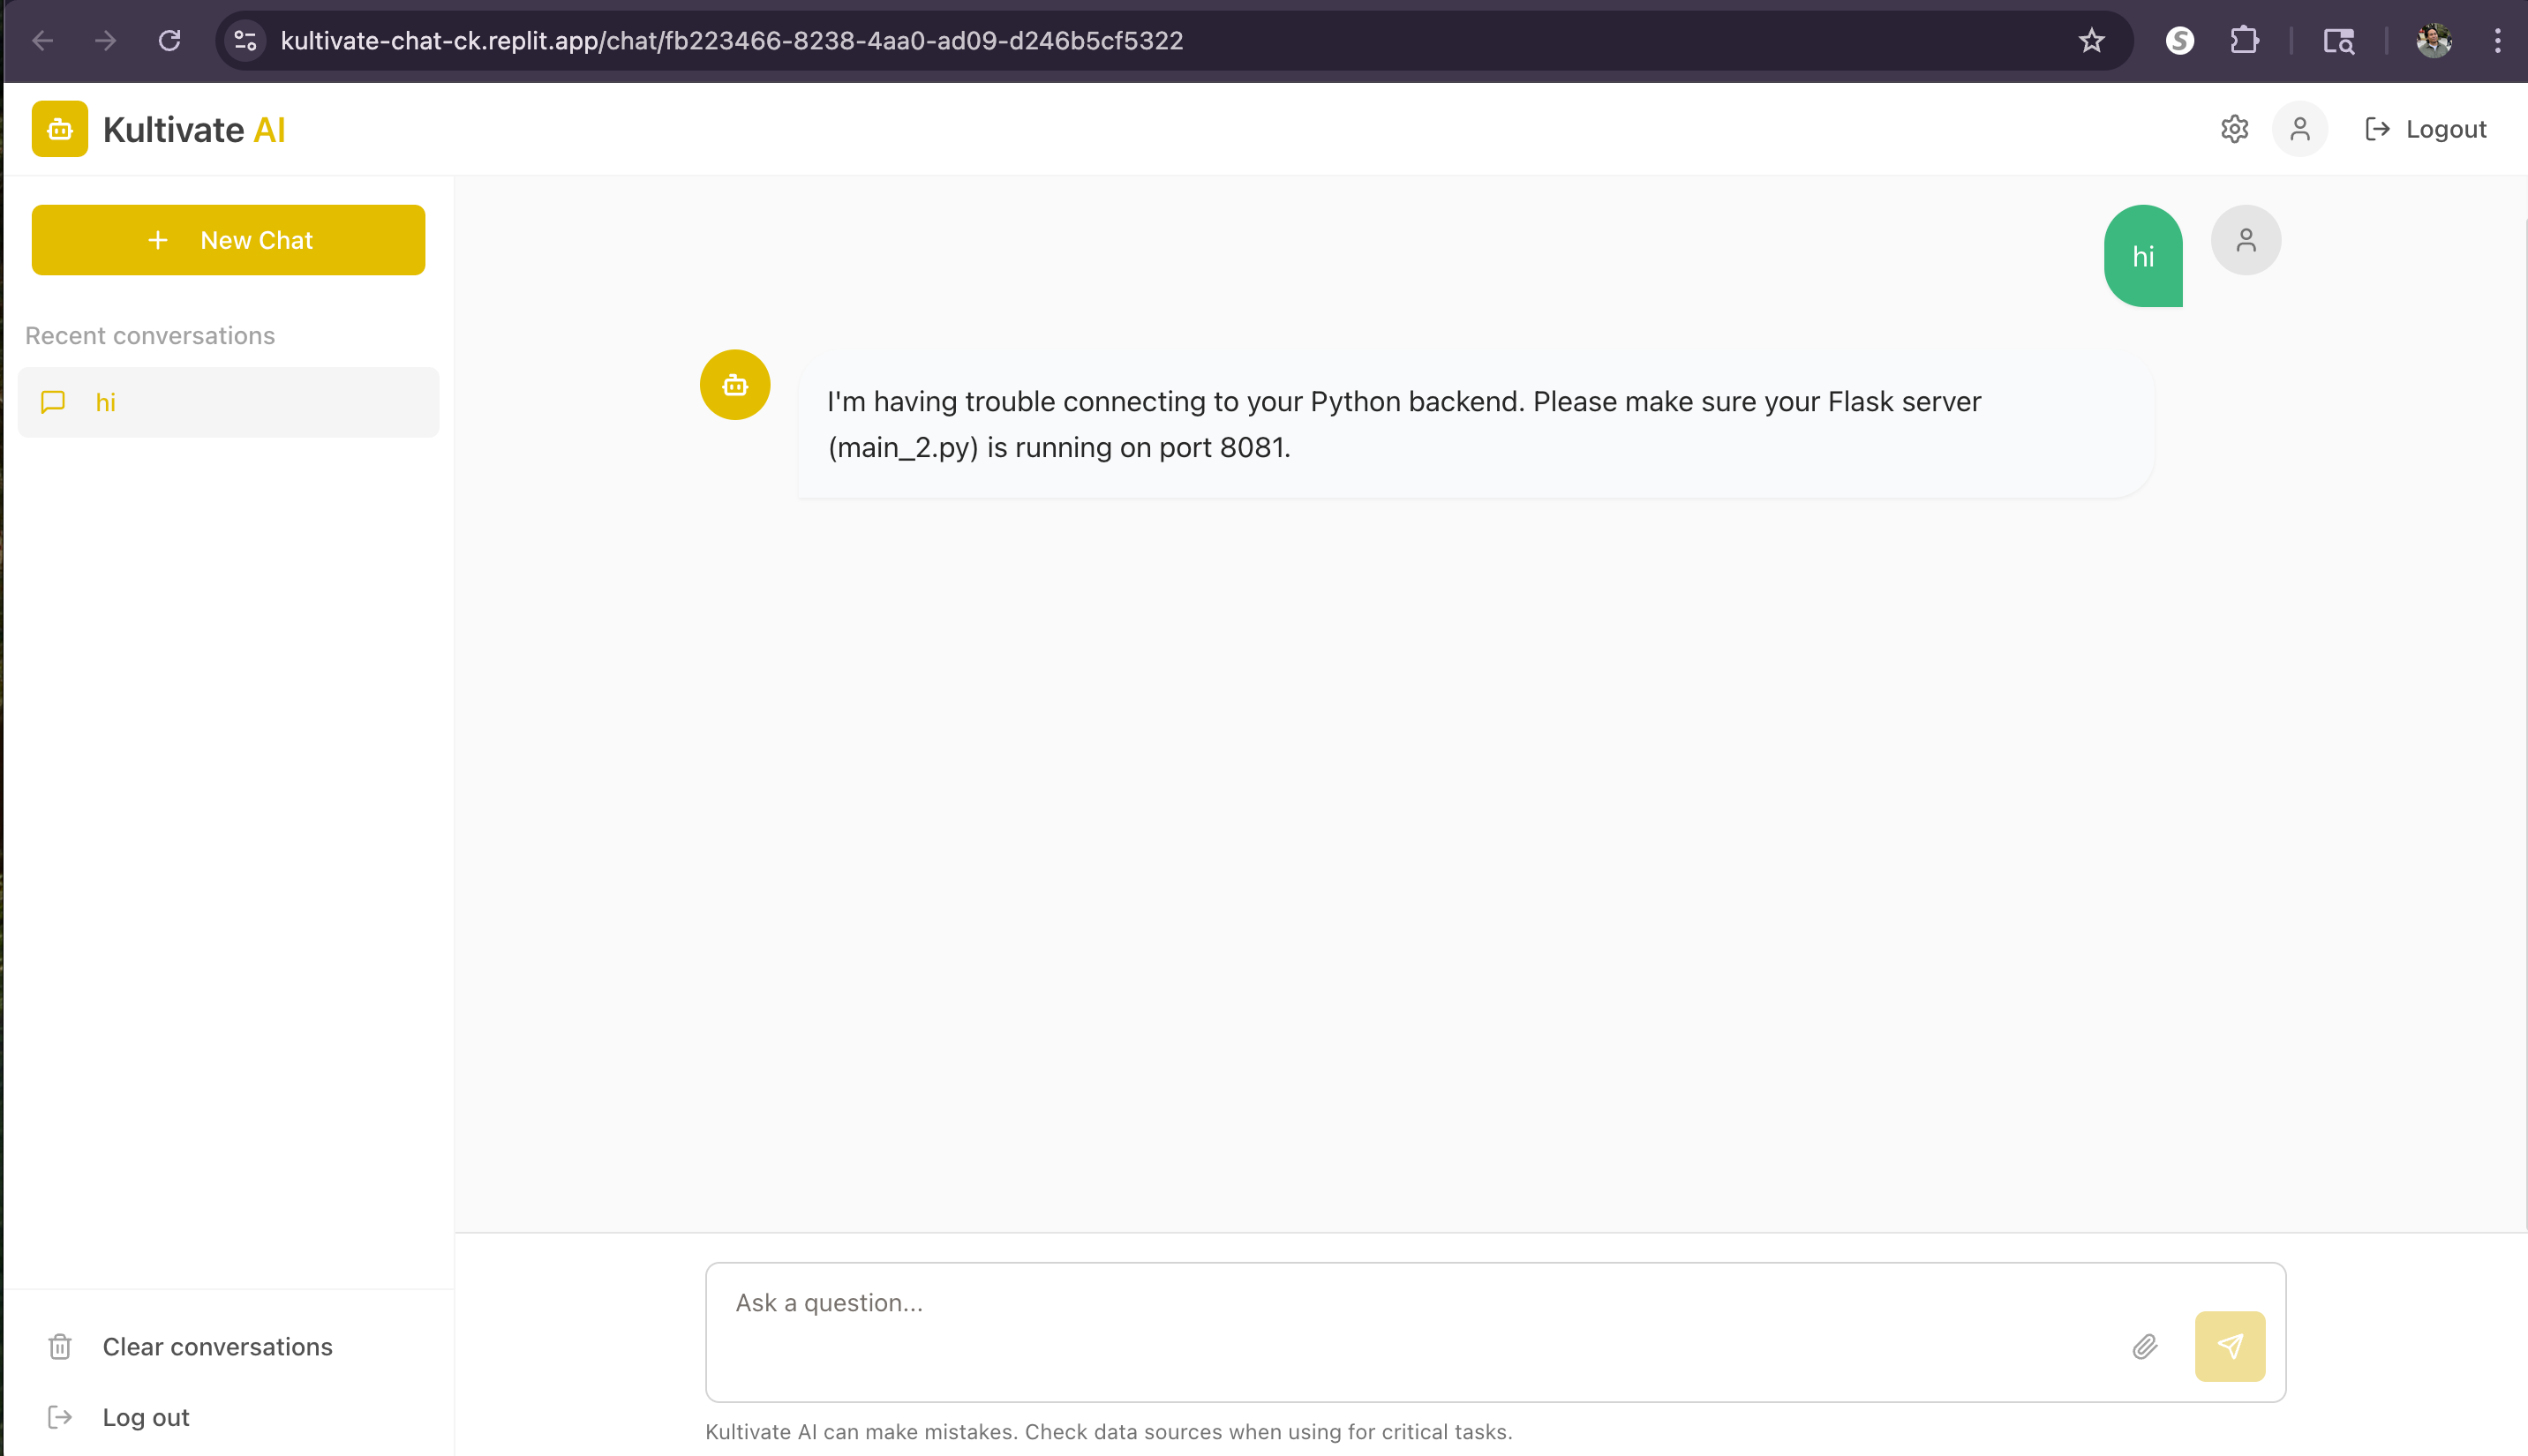 kultivate-chat-ck.replit.app/chat/fb223466-8238-4aa0-ad09-d246b5cf5322
S
Kultivate AI
Logout
New Chat
Recent conversations
hi
hi
I'm having trouble connecting to your Python backend. Please make sure your Flask server
(main_2.py) is running on port 8081.
Clear conversations
Log out
Ask a question...
Kultivate AI can make mistakes. Check data sources when using for critical tasks.